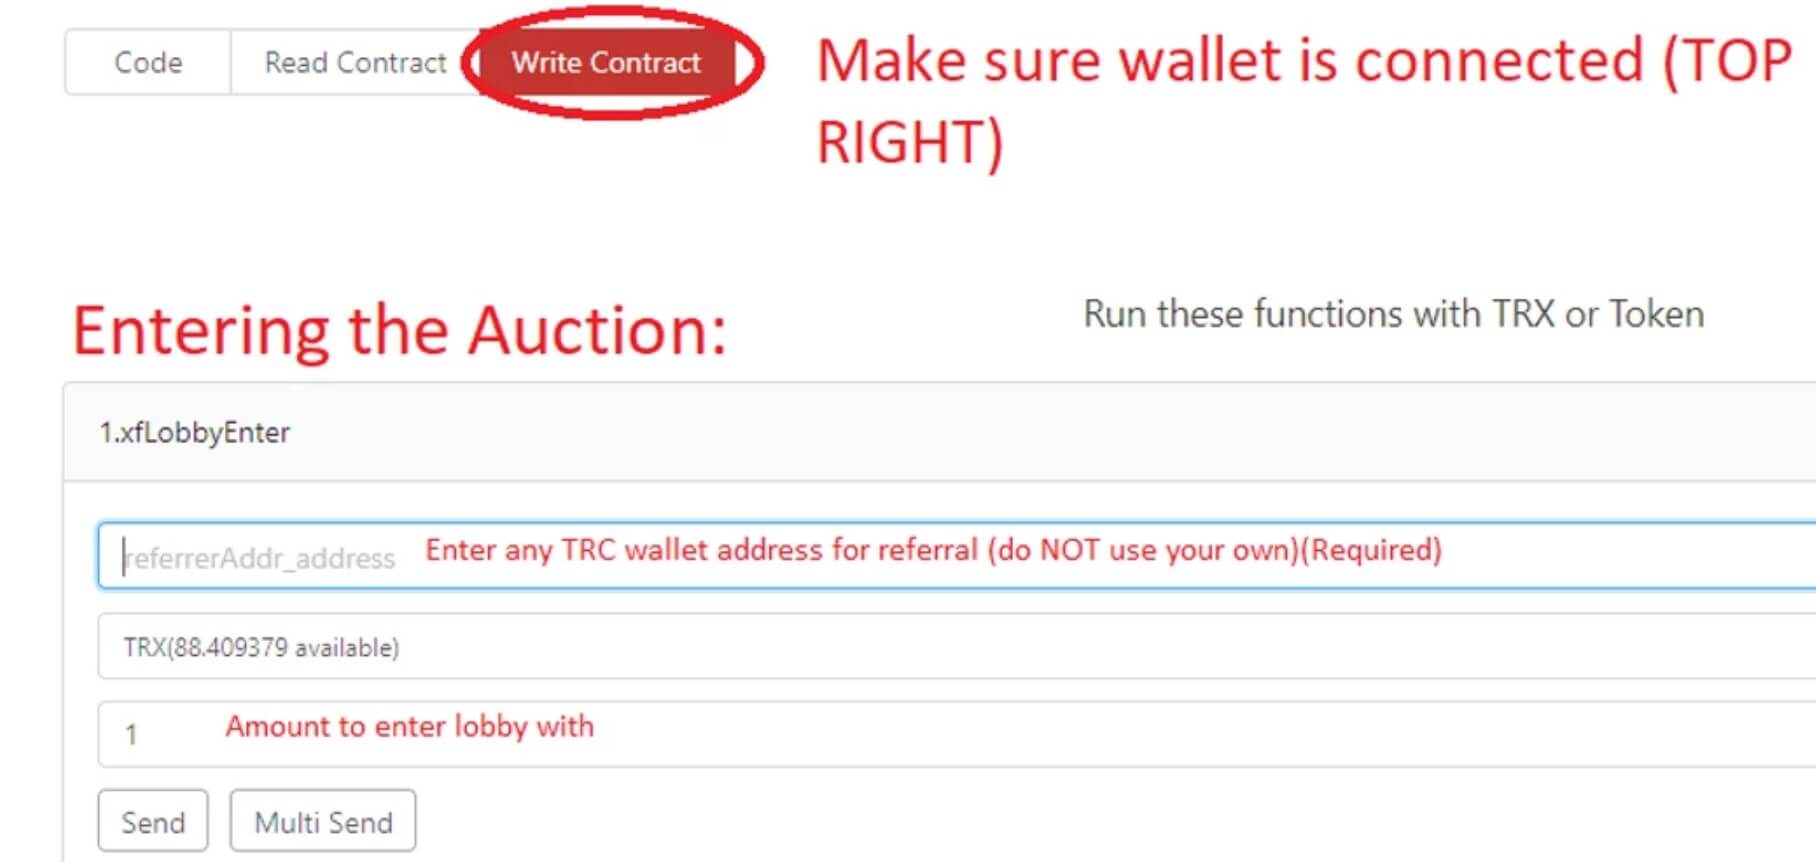 Code Read Contract Write Contract
Make sure wallet is connected (TOP
RIGHT)
Entering the Auction:
Run these functions with TRX or Token
1.xfLobbyEnter
referrerAddr_address Enter any TRC wallet address for referral (do NOT use your own)(Required)
TRX(88.409379 available)
1 Amount to enter lobby with
Send Multi Send